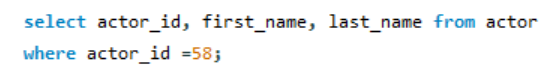 select actor_id, first_name, last_name from actor
where actor_id =58;